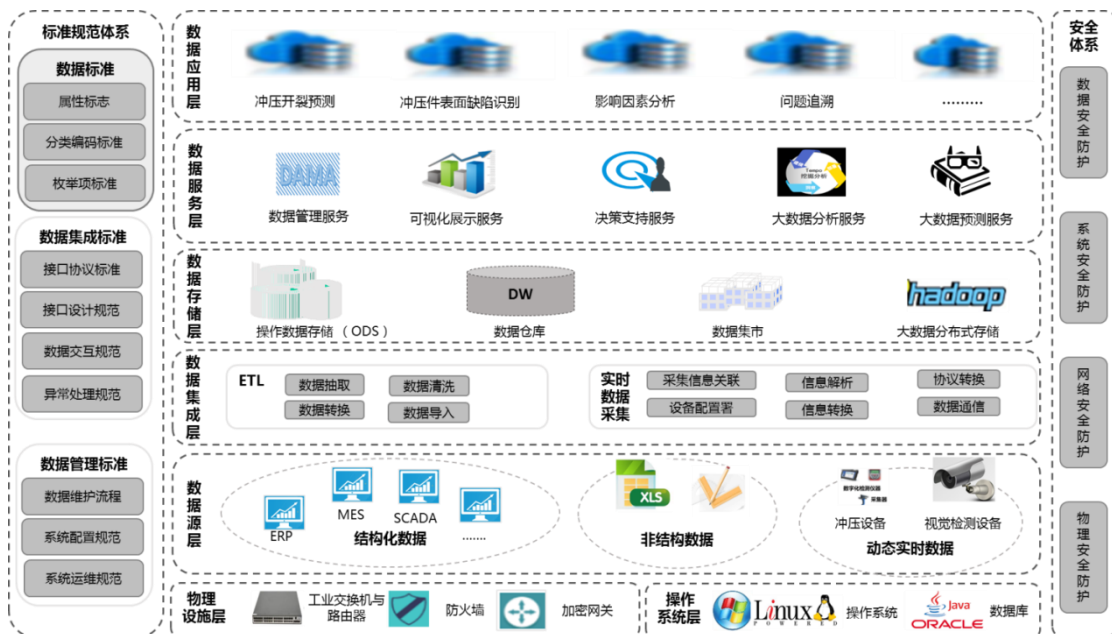 标准规范体系
数据标准
属性标志
分类编码标准
枚举项标准
数据集成标准
接口协议标准
接口设计规范
数据交互规范
异常处理规范
数据管理标准
数据维护流程
系统配置规范
系统运维规范
数据应用层
冲压开裂预测
冲压件表面缺陷识别
影响因素分析
问题追溯
.........
数据服务层
DAMA
数据管理服务
可视化展示服务
决策支持服务
挖掘分析
大数据分析服务
大数据预测服务
数据存储层
操作数据存储（ODS）
DW
数据仓库
数据集市
hadoop
大数据分布式存储
数据集成层
ETL
数据抽取
数据清洗
数据转换
数据导入
实时
数据
采集
采集信息关联
信息解析
协议转换
设备配置署
信息转换
数据通信
数据源层
ERP
MES
SCADA
.......
结构化数据
XLS
非结构数据
数字化检测仪器
采集器
冲压设备
视觉检测设备
动态实时数据
物理
设施层
工业交换机与
路由器
防火墙
加密网关
操作
系统层
Linux
POWERED
操作系统
Java
ORACLE
数据库
安全
体系
数据安全防护
系统安全防护
网络安全防护
物理安全防护